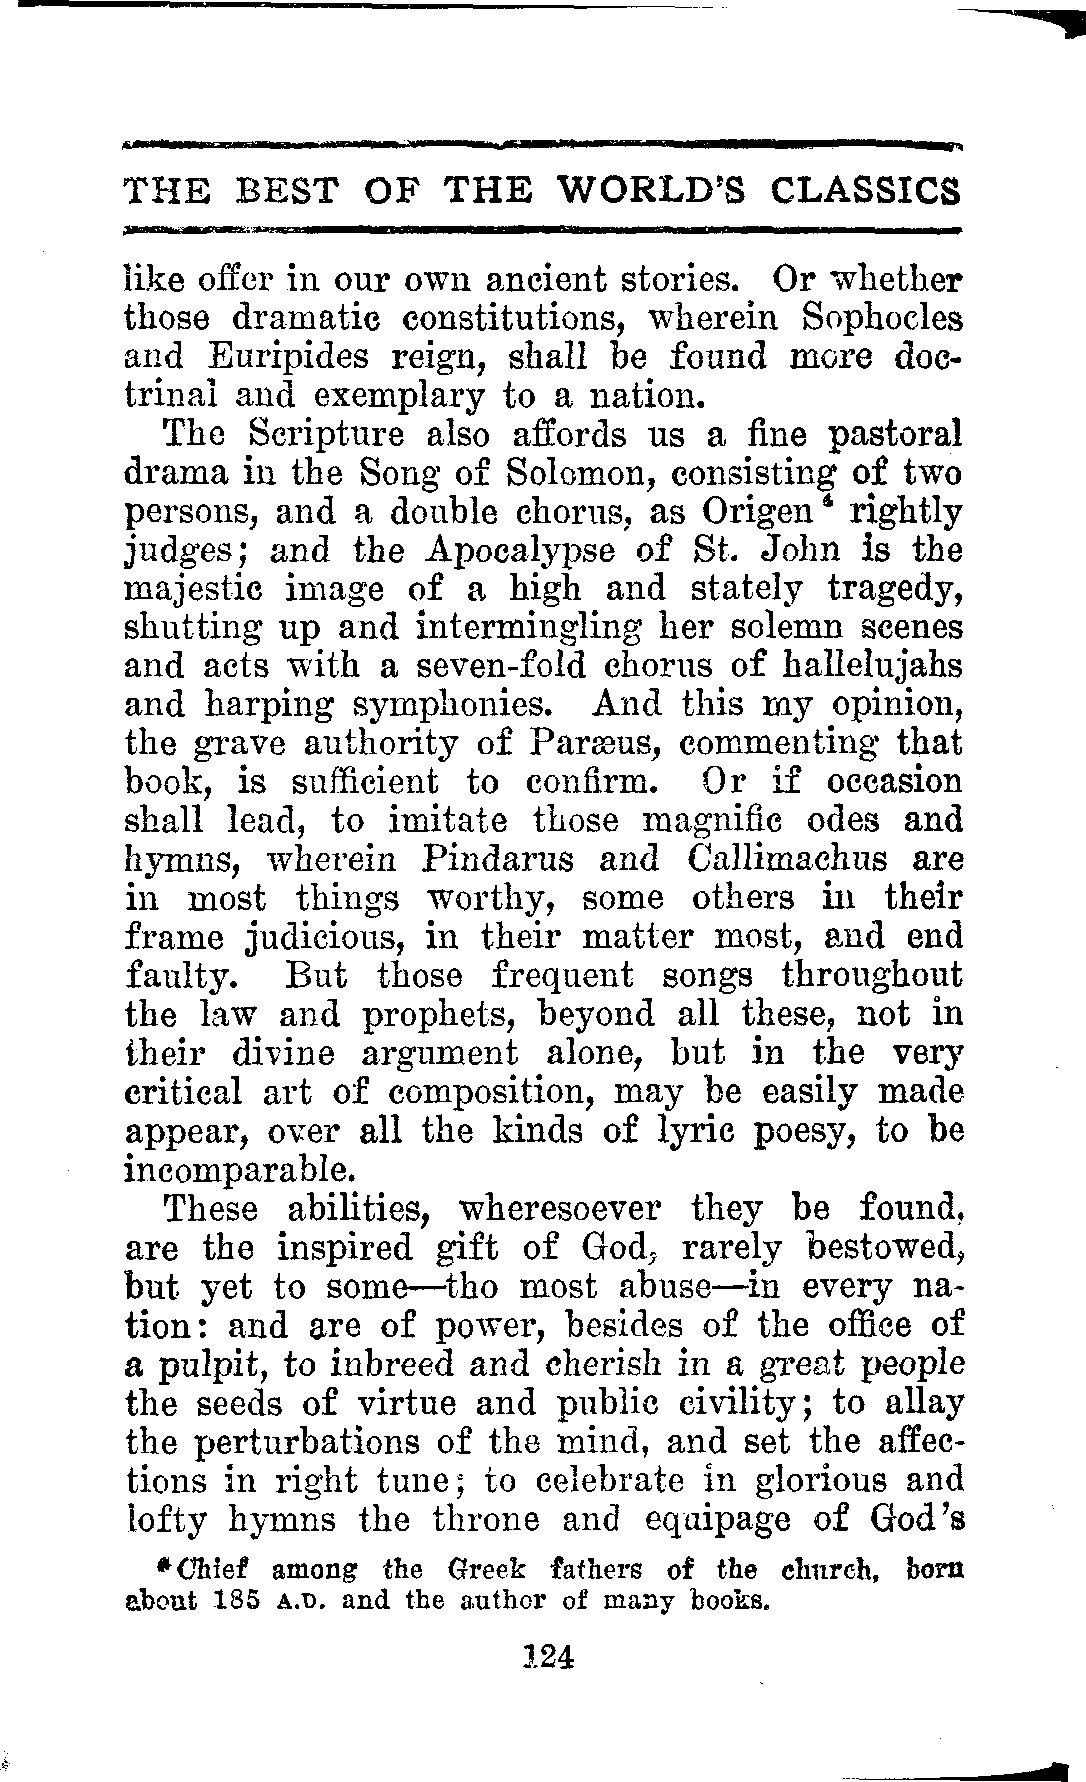 THE BEST OF THE WORLD'S CLASSICS
like offer in our own ancient stories. Or whether
those dramatic constitutions, wherein Sophocles
and Euripides reign, shall be found more doc-
trinal and exemplary to a nation.
The Scripture also affords us a fine pastoral
drama in the Song of Solomon, consisting of two
persons, and a double chorus, as Origen⁴ rightly
judges; and the Apocalypse of St. John is the
majestic image of a high and stately tragedy,
shutting up and intermingling her solemn scenes
and acts with a seven-fold chorus of hallelujahs
and harping symphonies. And this my opinion,
the grave authority of Paræus, commenting that
book, is sufficient to confirm. Or if occasion
shall lead, to imitate those magnific odes and
hymns, wherein Pindarus and Callimachus are
in most things worthy, some others in their
frame judicious, in their matter most, and end
faulty. But those frequent songs throughout
the law and prophets, beyond all these, not in
their divine argument alone, but in the very
critical art of composition, may be easily made
appear, over all the kinds of lyric poesy, to be
incomparable.
These abilities, wheresoever they be found,
are the inspired gift of God, rarely bestowed,
but yet to some—tho most abuse—in every na-
tion: and are of power, besides of the office of
a pulpit, to inbreed and cherish in a great people
the seeds of virtue and public civility; to allay
the perturbations of the mind, and set the affec-
tions in right tune; to celebrate in glorious and
lofty hymns the throne and equipage of God's
⁴Chief among the Greek fathers of the church, born
about 185 A.D. and the author of many books.
124